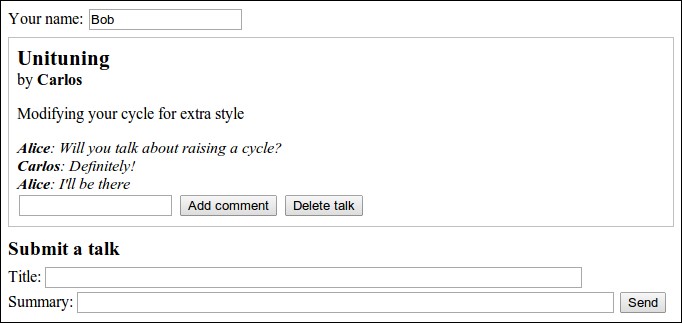 Your name: Bob
Unituning
by Carlos
Modifying your cycle for extra style
Alice: Will you talk about raising a cycle?
Carlos: Definitely!
Alice: I'll be there
Add comment Delete talk
Submit a talk
Title:
Summary: Send